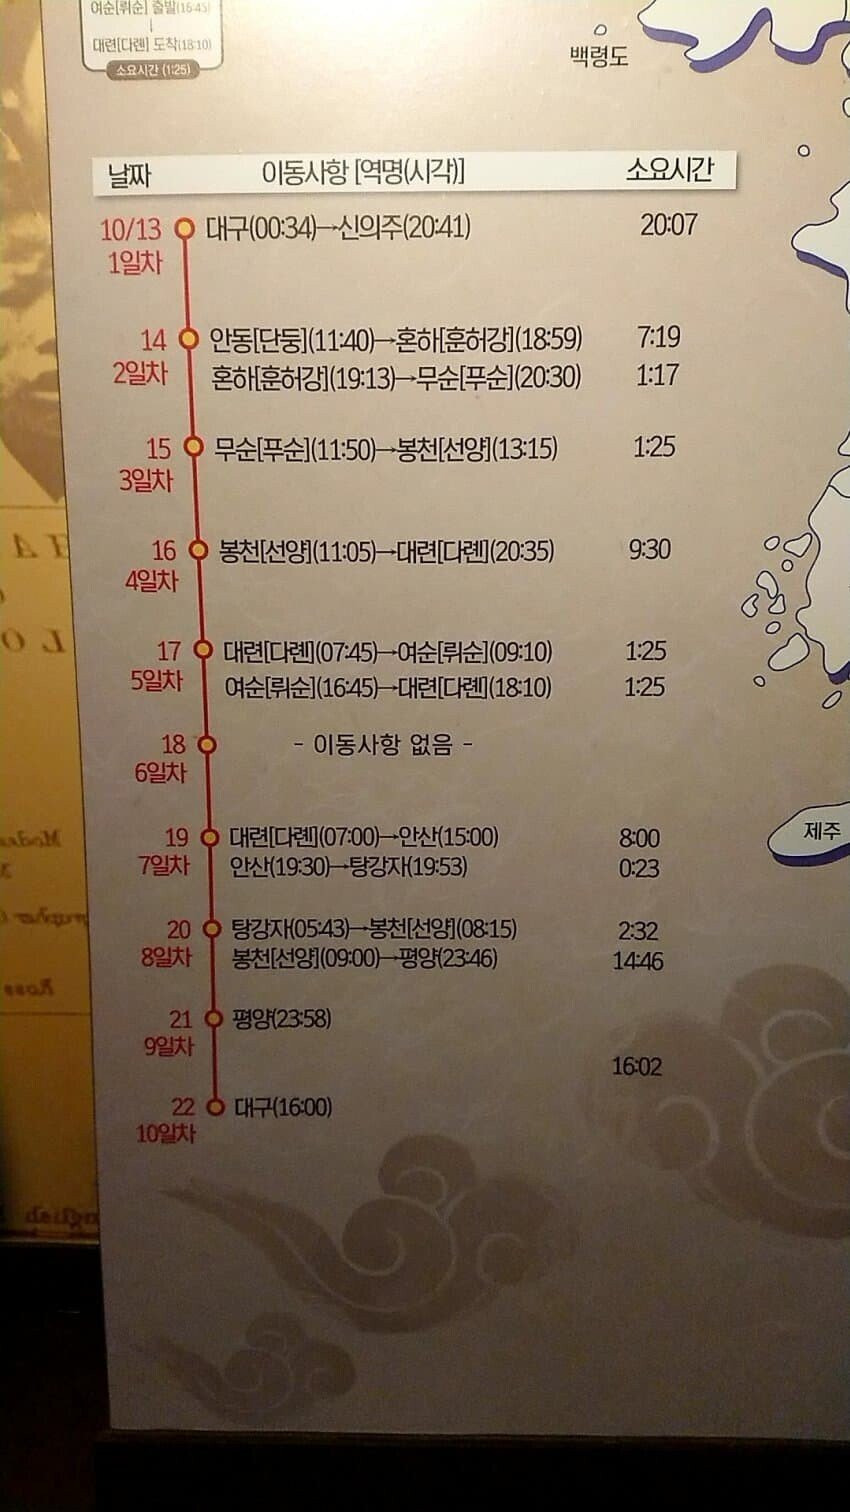 여순[뤼순] 출발(16:45)
대련[다롄] 도착(18:10)
소요시간 (1:25)
백령도
날짜 이동사항 [역명(시각)] 소요시간
10/13 대구(00:34)→신의주(20:41) 20:07
1일차
14 안동[단둥](11:40)→혼하[훈허강](18:59) 7:19
2일차 혼하[훈허강](19:13)→무순[푸순](20:30) 1:17
15 무순[푸순](11:50)→봉천[선양](13:15) 1:25
3일차
16 봉천[선양](11:05)→대련[다롄](20:35) 9:30
4일차
17 대련[다롄](07:45)→여순[뤼순](09:10) 1:25
5일차 여순[뤼순](16:45)→대련[다롄](18:10) 1:25
18 - 이동사항 없음 -
6일차
19 대련[다롄](07:00)→안산(15:00) 8:00
7일차 안산(19:30)→탕강자(19:53) 0:23
제주
20 탕강자(05:43)→봉천[선양](08:15) 2:32
8일차 봉천[선양](09:00)→평양(23:46) 14:46
21 평양(23:58)
9일차
16:02
22 대구(16:00)
10일차